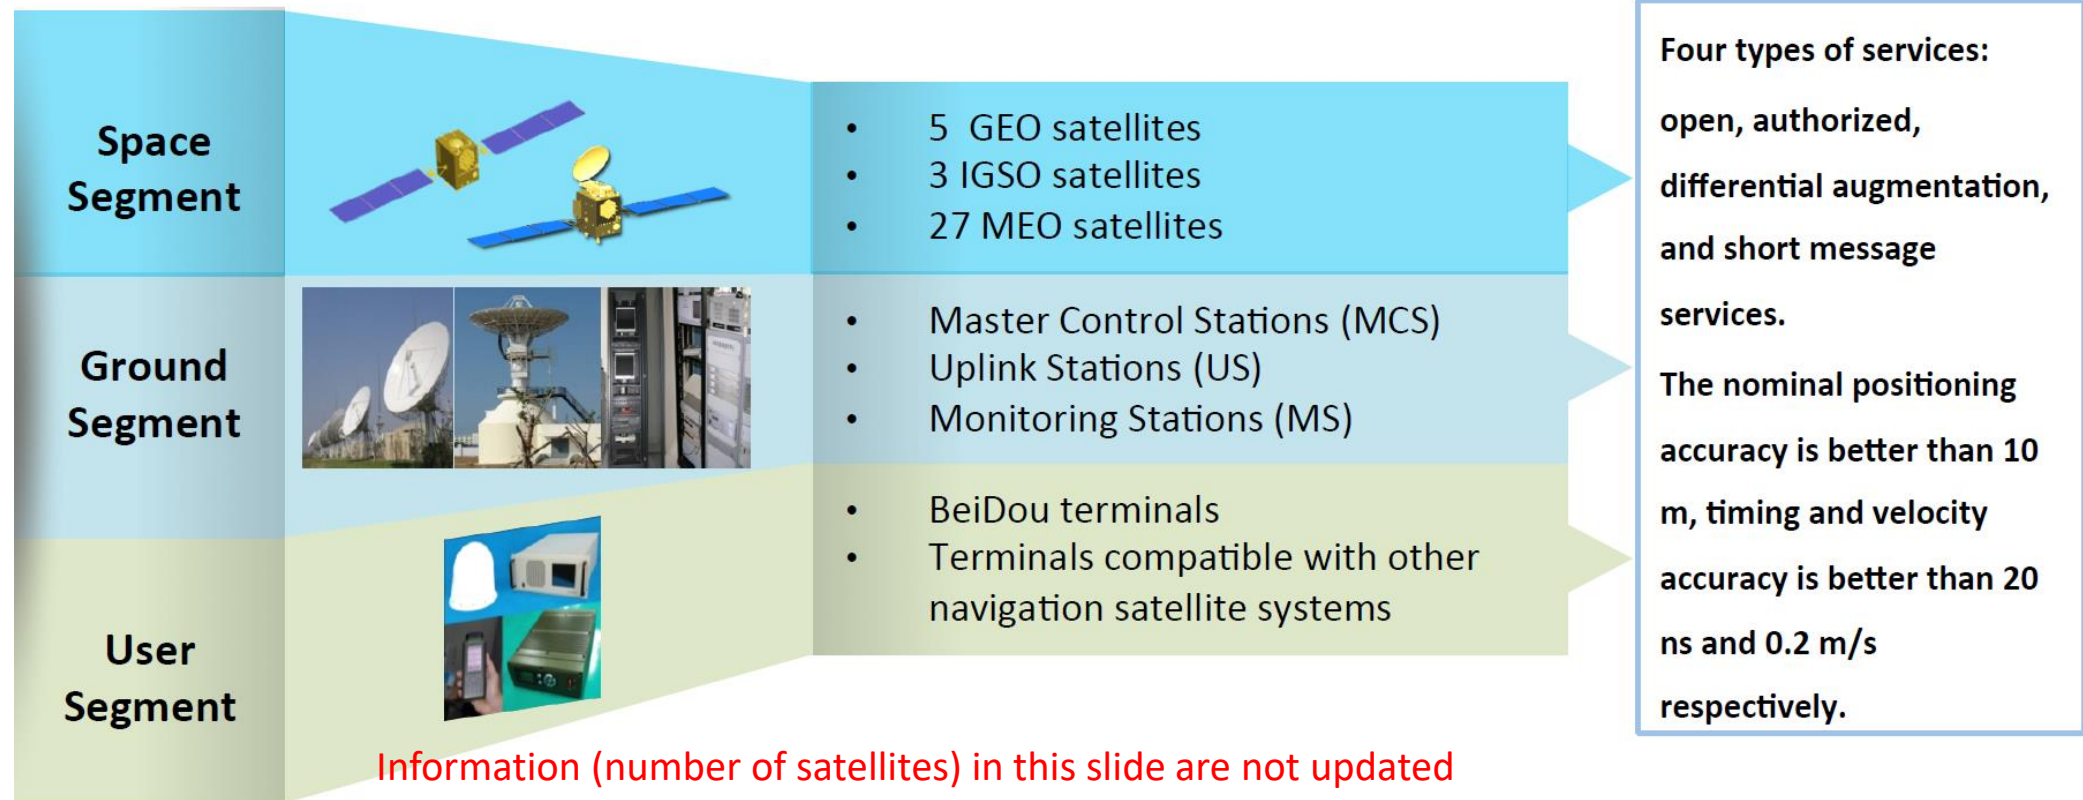 Space
Segment
• 5 GEO satellites
• 3 IGSO satellites
• 27 MEO satellites
Ground
Segment
• Master Control Stations (MCS)
• Uplink Stations (US)
• Monitoring Stations (MS)
User
Segment
• BeiDou terminals
• Terminals compatible with other
navigation satellite systems
Four types of services:
open, authorized,
differential augmentation,
and short message
services.
The nominal positioning
accuracy is better than 10
m, timing and velocity
accuracy is better than 20
ns and 0.2 m/s
respectively.
Information (number of satellites) in this slide are not updated